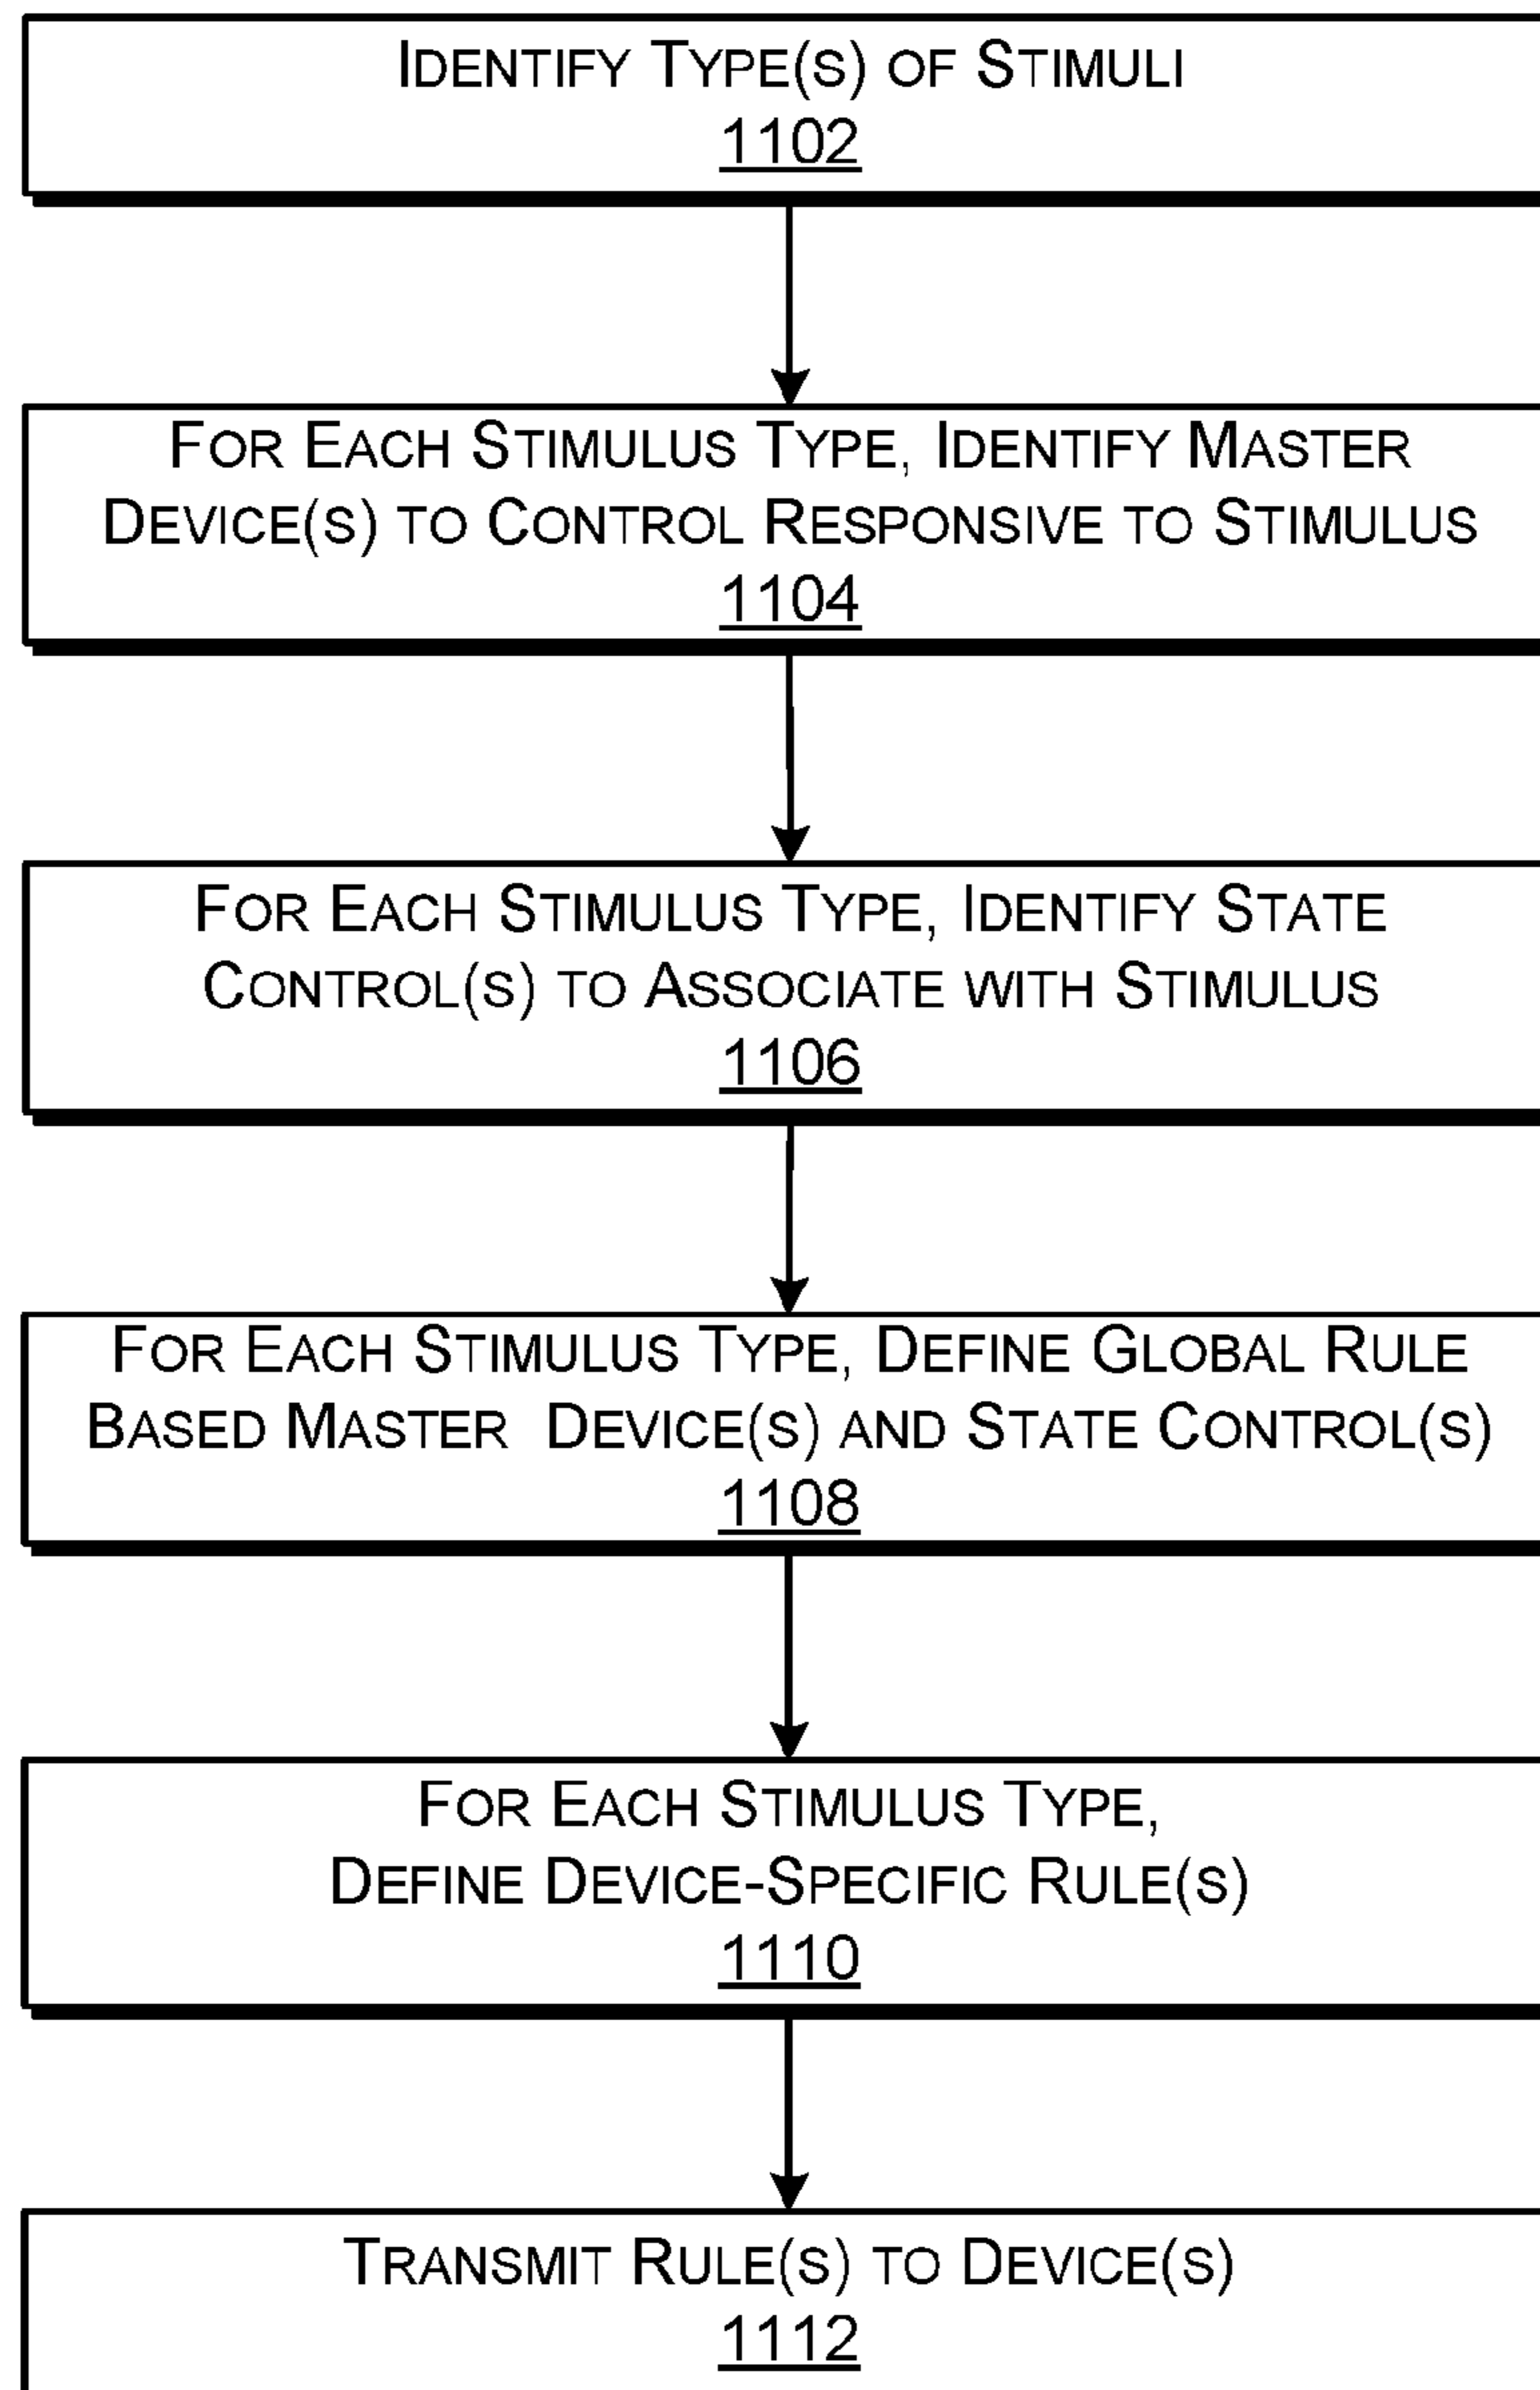 IDENTIFY TYPE(S) OF STIMULI
1102
FOR EACH STIMULUS TYPE, IDENTIFY MASTER
DEVICE(S) TO CONTROL RESPONSIVE TO STIMULUS
1104
FOR EACH STIMULUS TYPE, IDENTIFY STATE
CONTROL(S) TO ASSOCIATE WITH STIMULUS
1106
FOR EACH STIMULUS TYPE, DEFINE GLOBAL RULE
BASED MASTER DEVICE(S) AND STATE CONTROL(S)
1108
FOR EACH STIMULUS TYPE,
DEFINE DEVICE-SPECIFIC RULE(S)
1110
TRANSMIT RULE(S) TO DEVICE(S)
1112